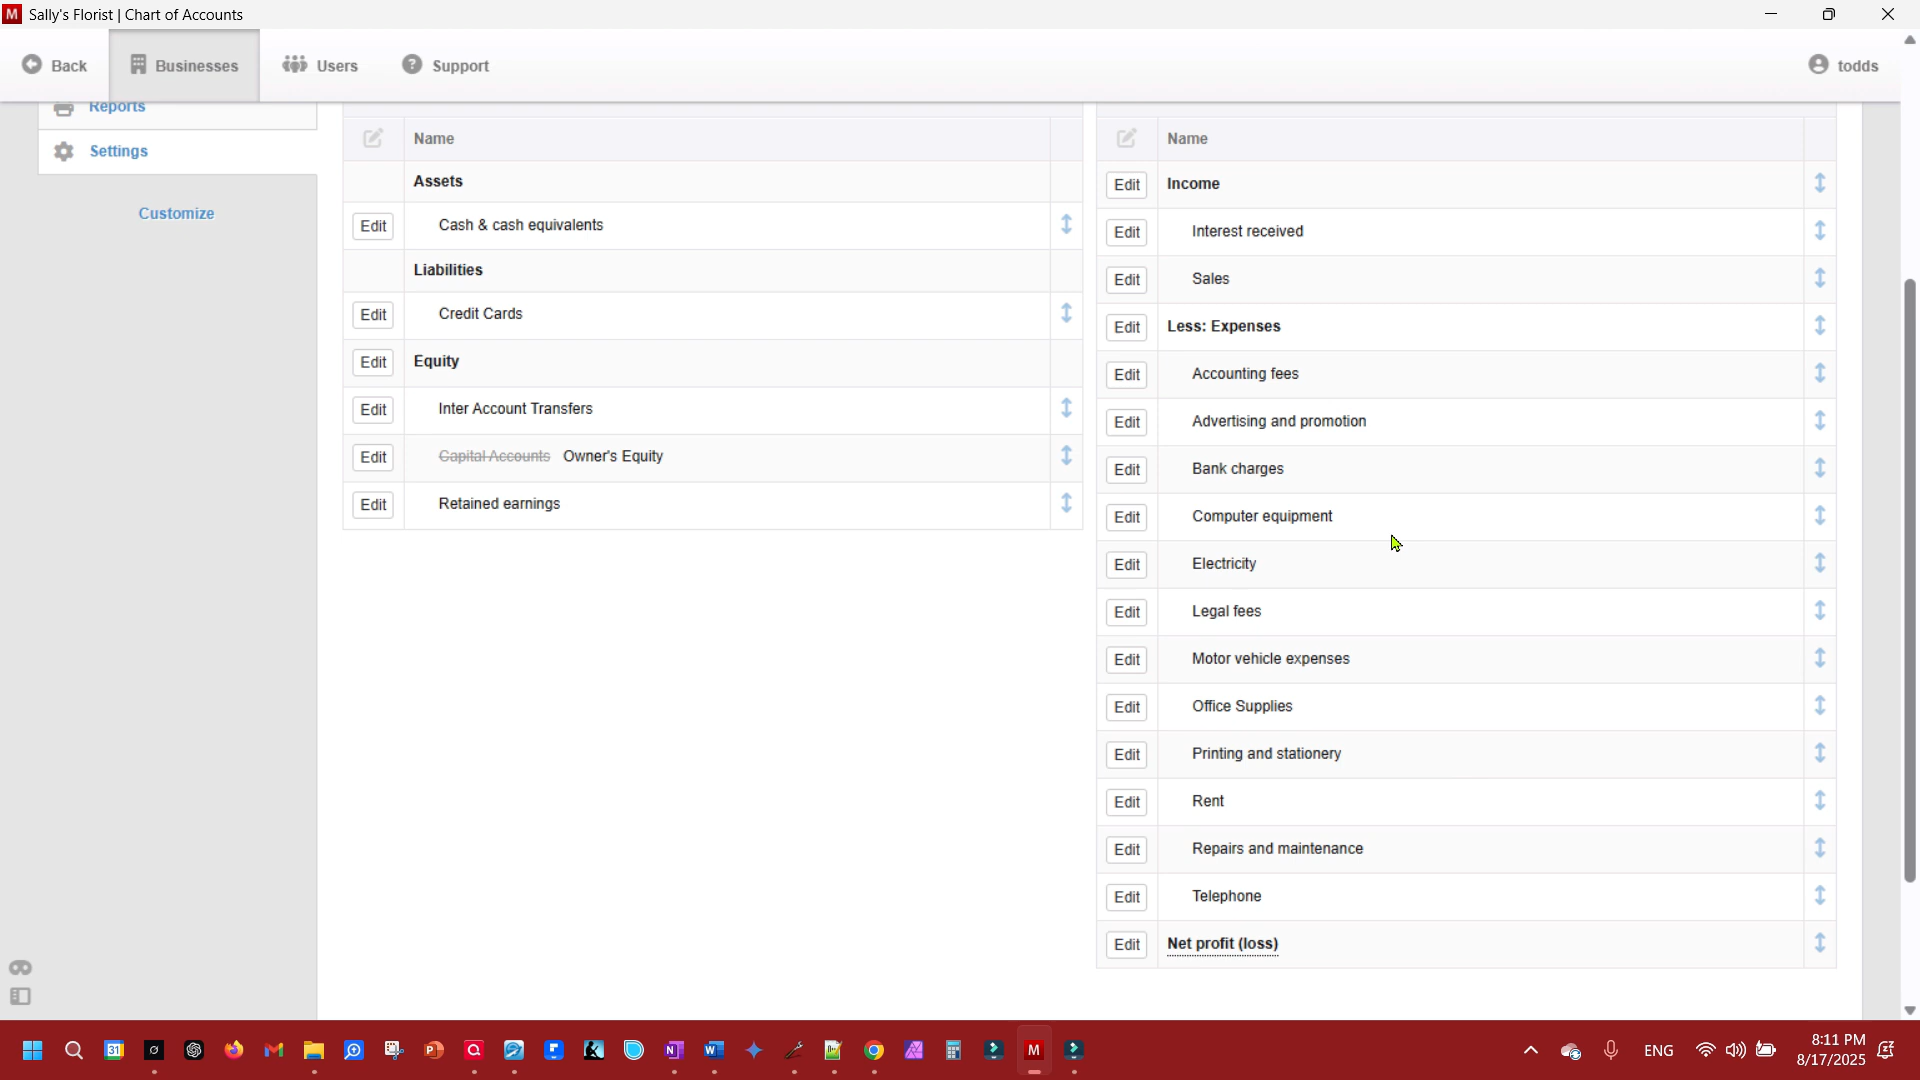 Sally's Florist | Chart of Accounts
Back
Businesses
Users
Support
todds
Reports
Settings
Customize
Name
Assets
Edit Cash & cash equivalents
Liabilities
Edit Credit Cards
Edit Equity
Edit Inter Account Transfers
Edit Capital Accounts Owner's Equity
Edit Retained earnings
Name
Edit Income
Edit Interest received
Edit Sales
Edit Less: Expenses
Edit Accounting fees
Edit Advertising and promotion
Edit Bank charges
Edit Computer equipment
Edit Electricity
Edit Legal fees
Edit Motor vehicle expenses
Edit Office Supplies
Edit Printing and stationery
Edit Rent
Edit Repairs and maintenance
Edit Telephone
Edit Net profit (loss)
ENG
8:11 PM
8/17/2025